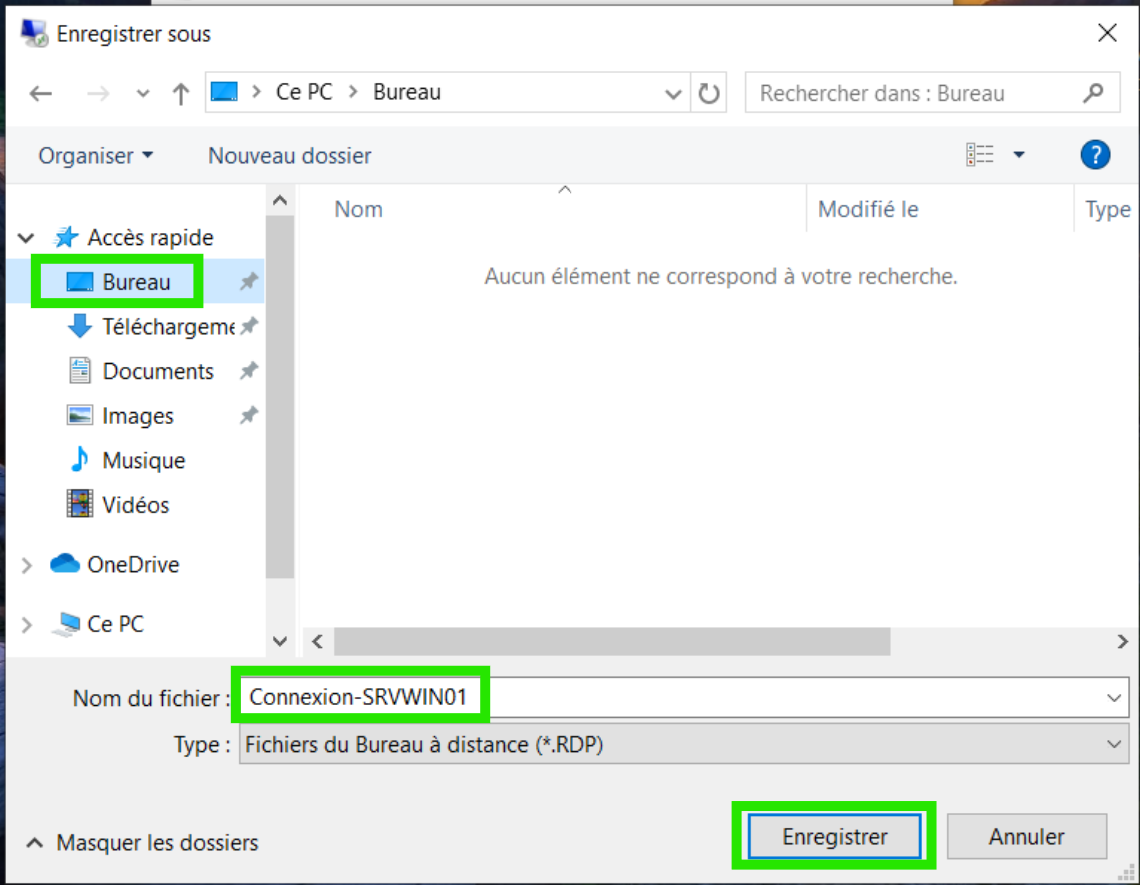 Enregistrer sous
Ce PC > Bureau
Rechercher dans : Bureau
Organiser
Nouveau dossier
?
Nom
Modifié le
Type
Aucun élément ne correspond à votre recherche.
Accès rapide
Bureau
Téléchargeme
Documents
Images
Musique
Vidéos
OneDrive
Ce PC
Nom du fichier : Connexion-SRVWIN01
Type : Fichiers du Bureau à distance (*.RDP)
Masquer les dossiers
Enregistrer
Annuler